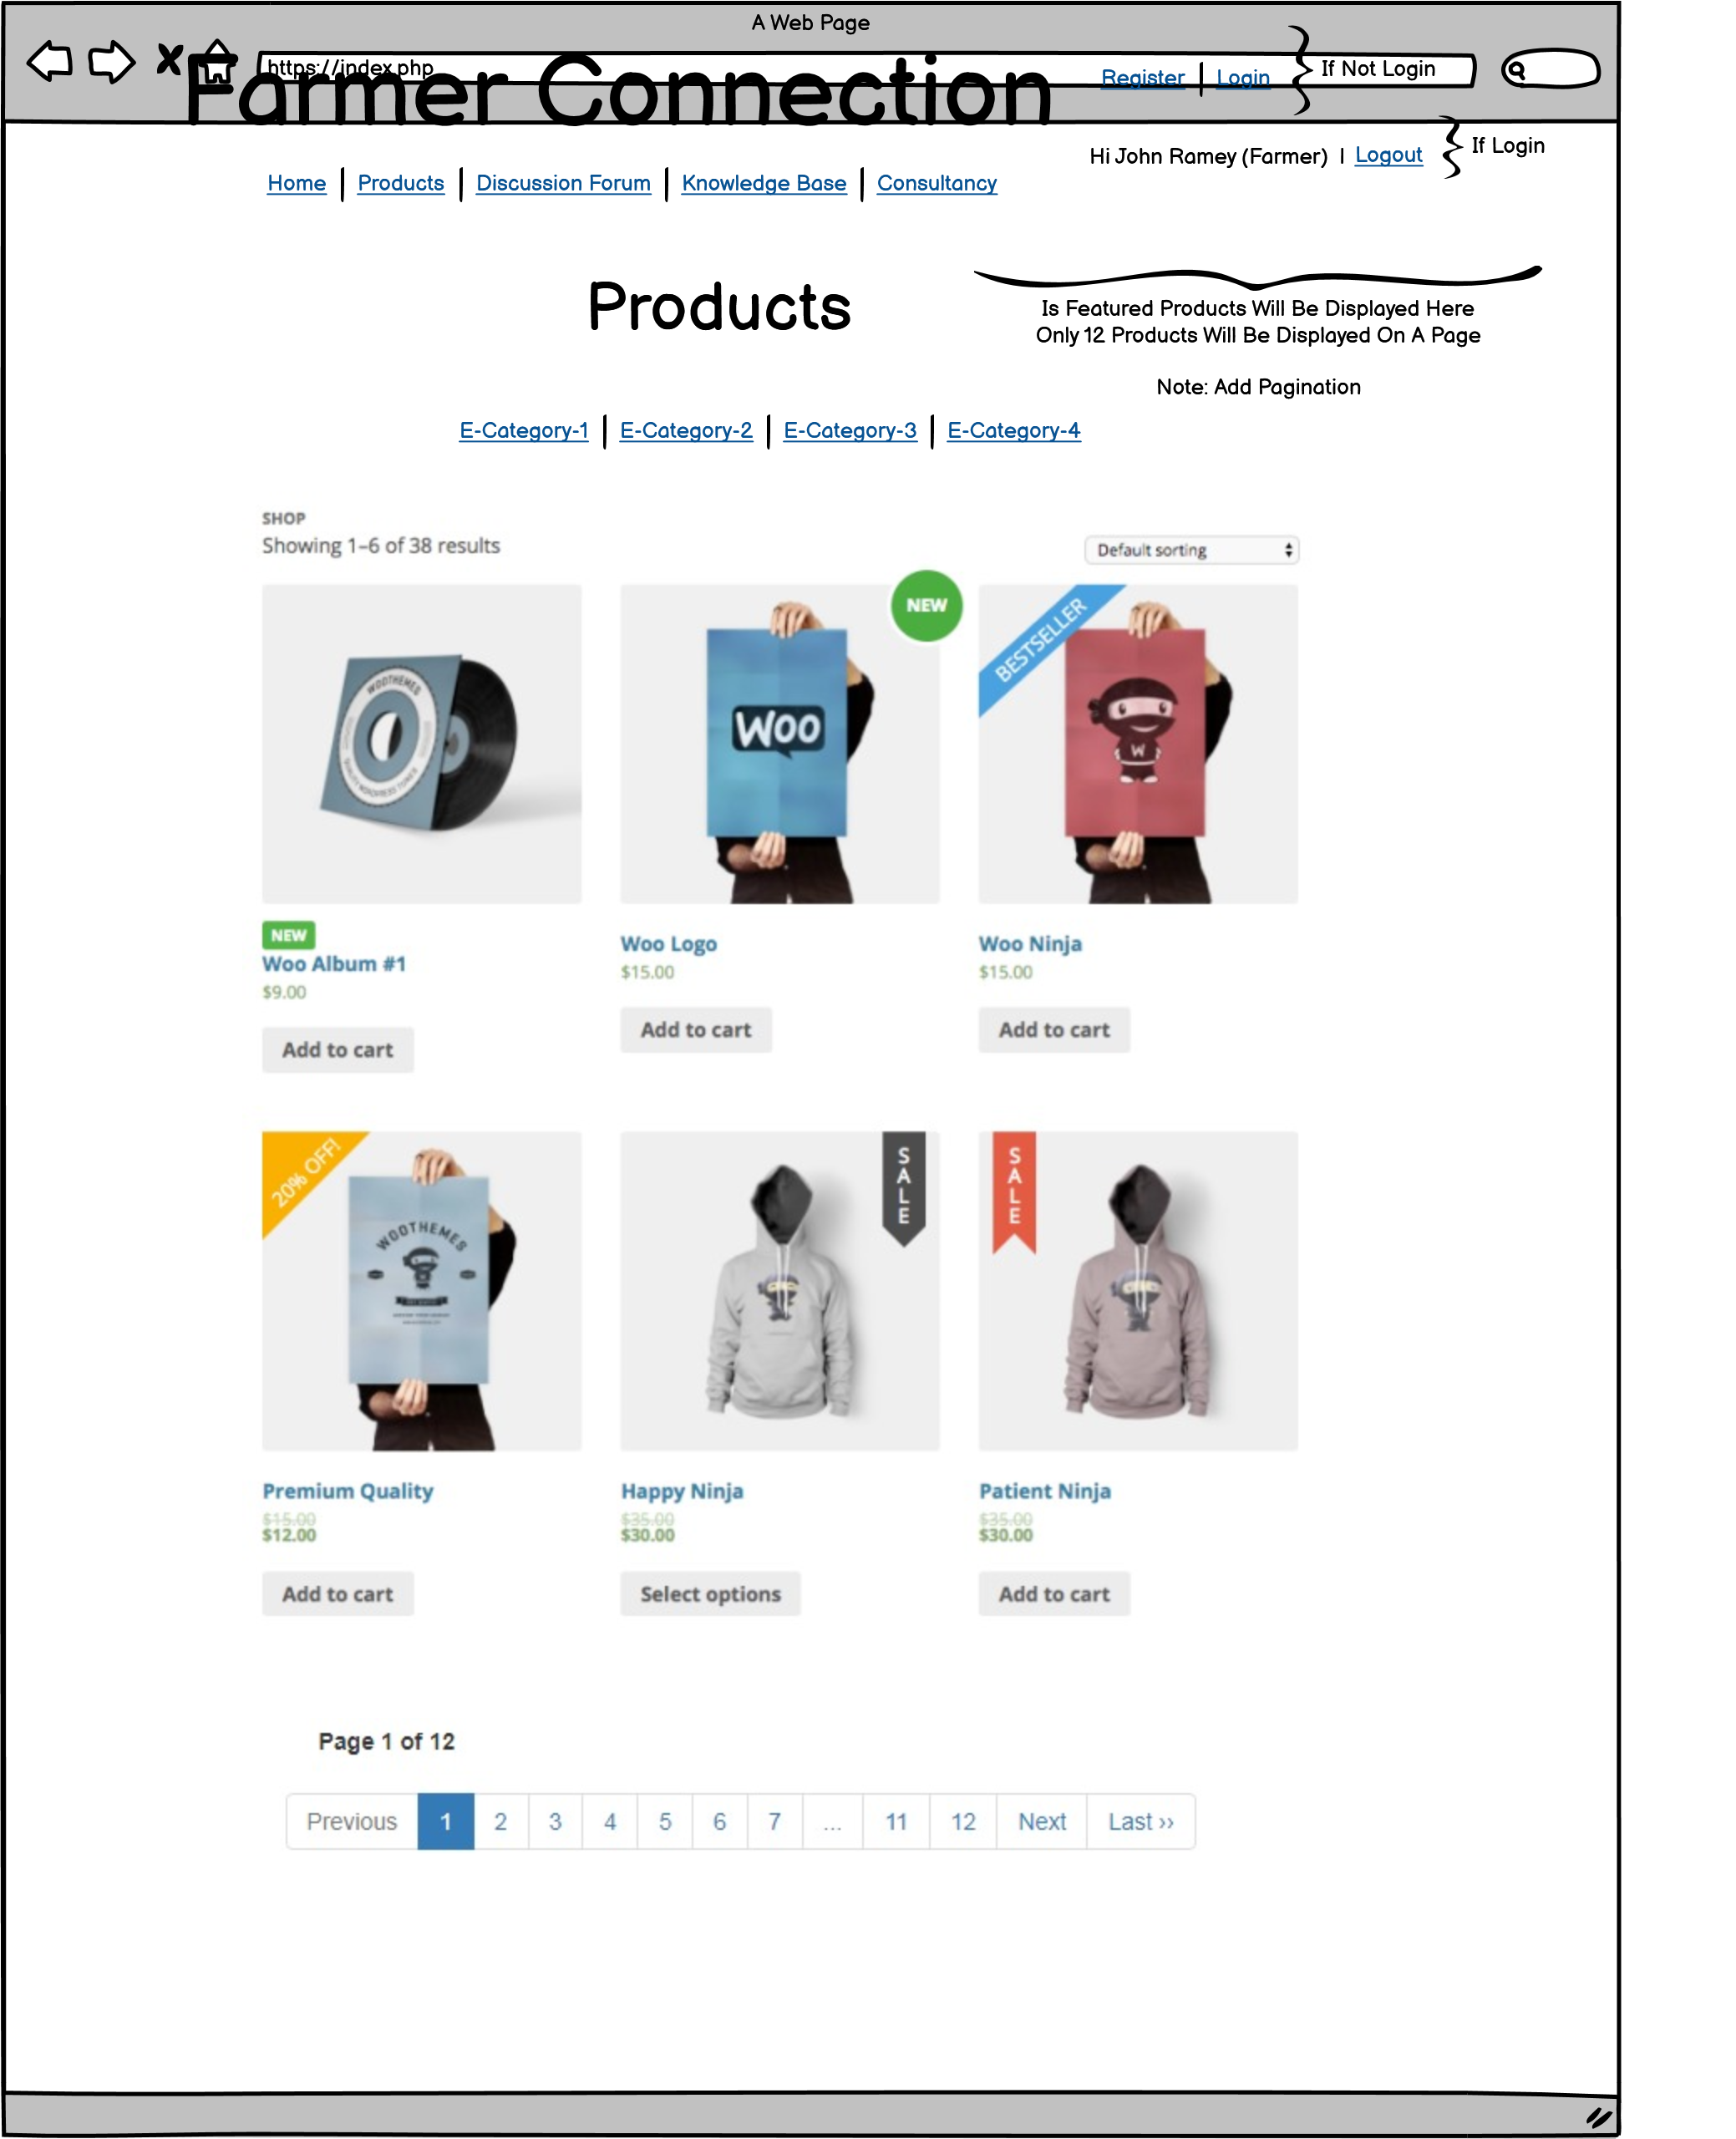 A Web Page
https://index.php
Farmer Connection
Register | Login
If Not Login
Hi John Ramey (Farmer) | Logout
If Login
Home | Products | Discussion Forum | Knowledge Base | Consultancy
Products
Is Featured Products Will Be Displayed Here
Only 12 Products Will Be Displayed On A Page
Note: Add Pagination
E-Category-1 | E-Category-2 | E-Category-3 | E-Category-4
SHOP
Showing 1–6 of 38 results
Default sorting
WOOTHEMES
NEW
Woo
BESTSELLER
W
NEW
Woo Album #1
$9.00
Add to cart
Woo Logo
$15.00
Add to cart
Woo Ninja
$15.00
Add to cart
20% OFF!
WOOTHEMES
SALE
SALE
Premium Quality
$15.00
$12.00
Add to cart
Happy Ninja
$35.00
$30.00
Select options
Patient Ninja
$35.00
$30.00
Add to cart
Page 1 of 12
Previous 1 2 3 4 5 6 7 ... 11 12 Next Last ››